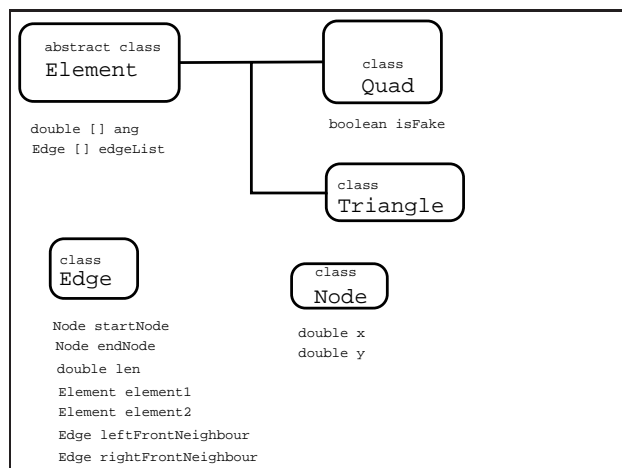 abstract class
Element
class
Quad
double [] ang
Edge [] edgeList
boolean isFake
class
Triangle
class
Edge
class
Node
Node startNode
Node endNode
double len
Element element1
Element element2
Edge leftFrontNeighbour
Edge rightFrontNeighbour
double x
double y